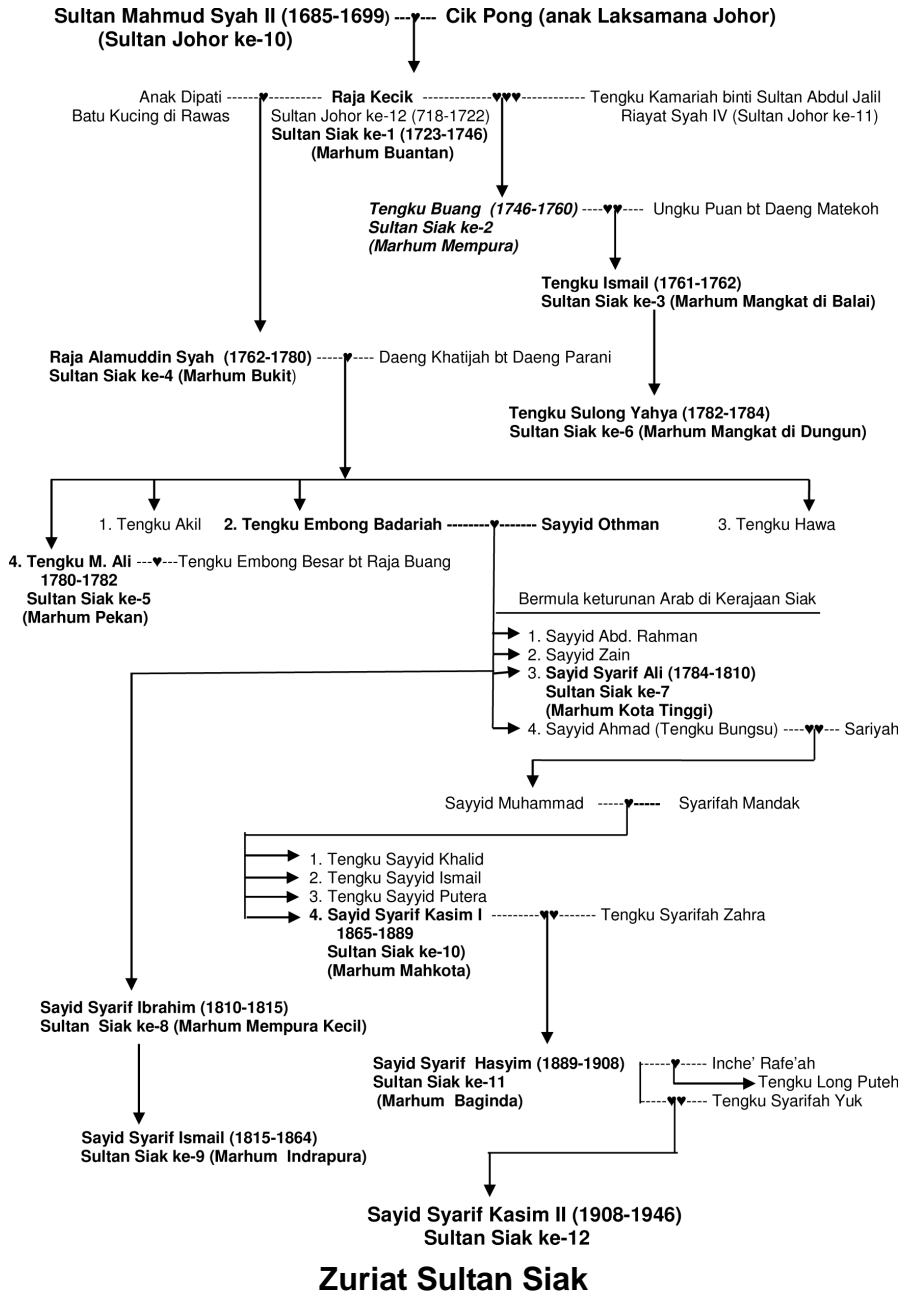 Sultan Mahmud Syah II (1685-1699) ---♥--- Cik Pong (anak Laksamana Johor)
(Sultan Johor ke-10)
Anak Dipati ------♥---------- Raja Kecik -------------♥♥♥----------- Tengku Kamariah binti Sultan Abdul Jalil
Batu Kucing di Rawas
Sultan Johor ke-12 (718-1722)
Riayat Syah IV (Sultan Johor ke-11)
Sultan Siak ke-1 (1723-1746)
(Marhum Buantan)
Tengku Buang (1746-1760) ----♥♥---- Ungku Puan bt Daeng Matekoh
Sultan Siak ke-2
(Marhum Mempura)
Tengku Ismail (1761-1762)
Sultan Siak ke-3 (Marhum Mangkat di Balai)
Raja Alamuddin Syah (1762-1780) -----♥---- Daeng Khatijah bt Daeng Parani
Sultan Siak ke-4 (Marhum Bukit)
Tengku Sulong Yahya (1782-1784)
Sultan Siak ke-6 (Marhum Mangkat di Dungun)
1. Tengku Akil
2. Tengku Embong Badariah --------♥------- Sayyid Othman
3. Tengku Hawa
4. Tengku M. Ali ---♥---Tengku Embong Besar bt Raja Buang
1780-1782
Sultan Siak ke-5
(Marhum Pekan)
Bermula keturunan Arab di Kerajaan Siak
1. Sayyid Abd. Rahman
2. Sayyid Zain
3. Sayid Syarif Ali (1784-1810)
Sultan Siak ke-7
(Marhum Kota Tinggi)
4. Sayyid Ahmad (Tengku Bungsu) ----♥♥--- Sariyah
Sayyid Muhammad -----♥----- Syarifah Mandak
1. Tengku Sayyid Khalid
2. Tengku Sayyid Ismail
3. Tengku Sayyid Putera
4. Sayid Syarif Kasim I ---------♥♥------- Tengku Syarifah Zahra
1865-1889
Sultan Siak ke-10)
(Marhum Mahkota)
Sayid Syarif Ibrahim (1810-1815)
Sultan Siak ke-8 (Marhum Mempura Kecil)
Sayid Syarif Hasyim (1889-1908)
Sultan Siak ke-11
(Marhum Baginda)
------♥----- Inche’ Rafe’ah
Tengku Long Puteh
-----♥♥---- Tengku Syarifah Yuk
Sayid Syarif Ismail (1815-1864)
Sultan Siak ke-9 (Marhum Indrapura)
Sayid Syarif Kasim II (1908-1946)
Sultan Siak ke-12
Zuriat Sultan Siak